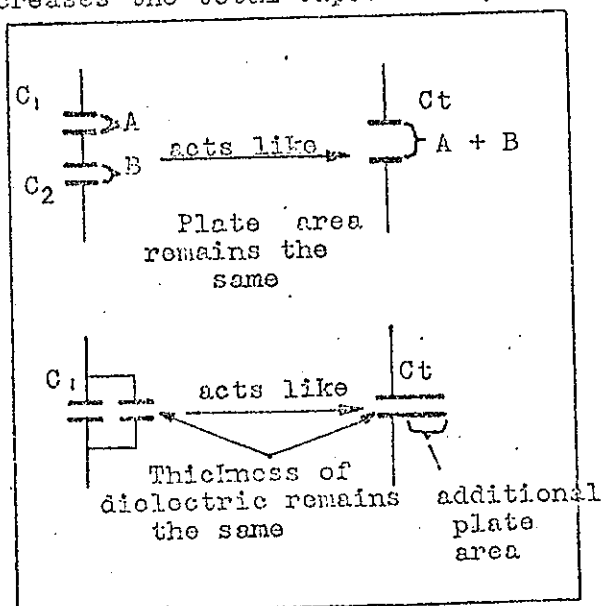 creases the total
C₁
A
Ct
acts like
A + B
B
C₂
Plate area
remains the
same
C₁
acts like
Ct
Thickness of
dielectric remains
the same
additional
plate
area